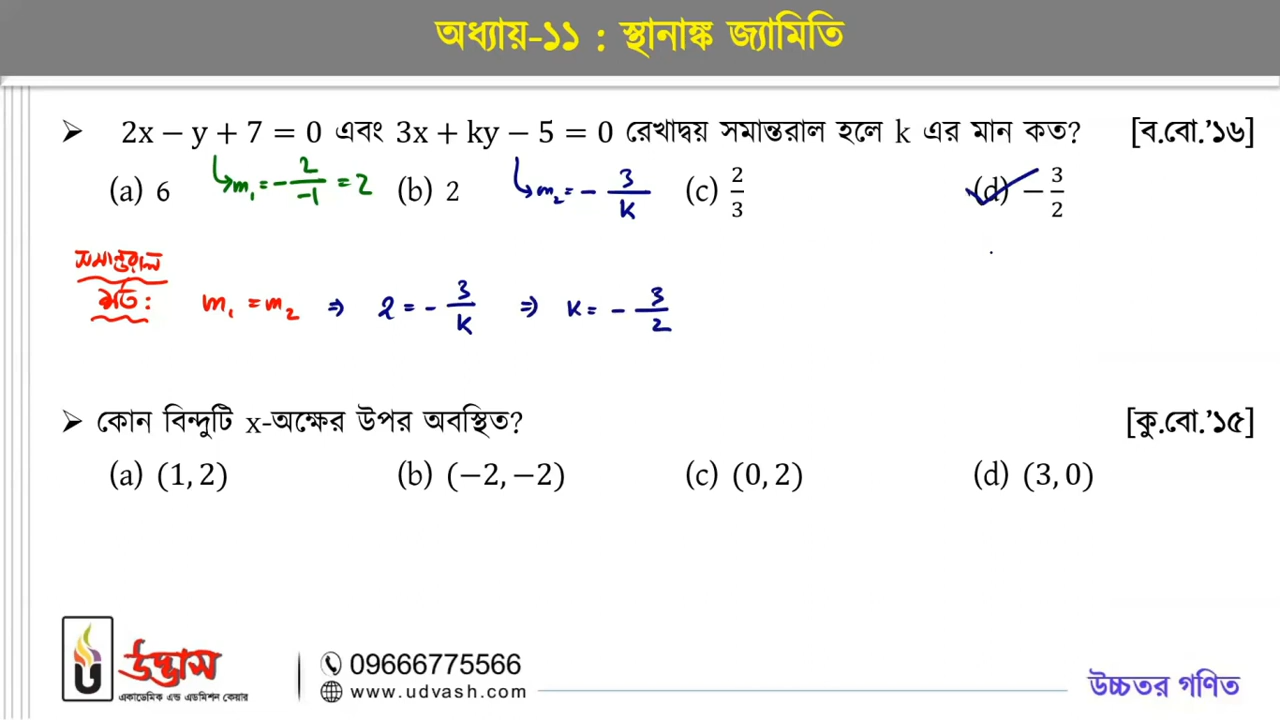 অধ্যায়-১১ : স্থানাঙ্ক জ্যামিতি
➢ 2x − y + 7 = 0 এবং 3x + ky − 5 = 0 রেখাদ্বয় সমান্তরাল হলে k এর মান কত? [ব.বো.’১৬]
m₁ = − 2/−1 = 2 m₂ = − 3/k
(a) 6 (b) 2 (c) 2/3 (d) − 3/2
সমান্তরাল
শর্ত : m₁ = m₂ ⇒ 2 = − 3/k ⇒ k = − 3/2
➢ কোন বিন্দুটি x-অক্ষের উপর অবস্থিত? [কু.বো.’১৫]
(a) (1, 2) (b) (−2, −2) (c) (0, 2) (d) (3, 0)
উদ্ভাস
একাডেমিক এন্ড এডমিশন কেয়ার
09666775566
www.udvash.com
উচ্চতর গণিত